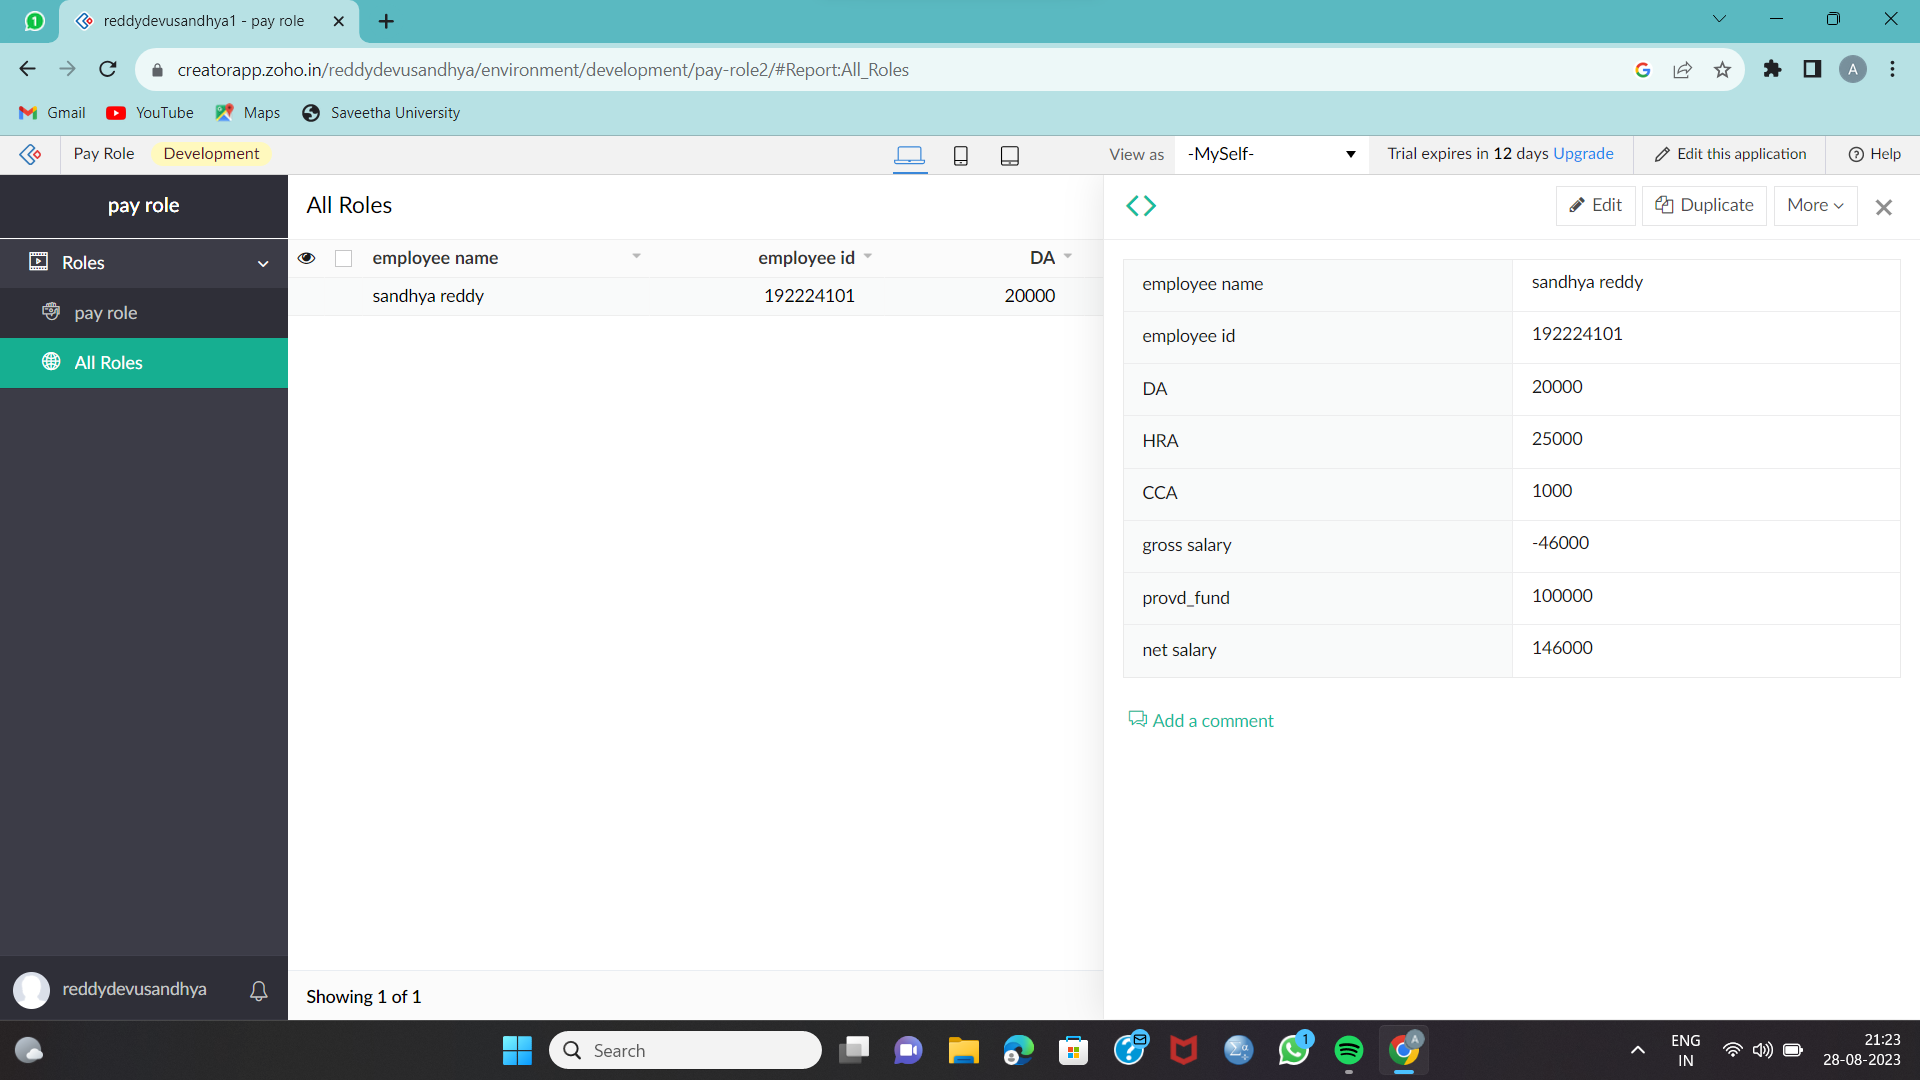 reddydevusandhya1 - pay role
creatorapp.zoho.in/reddydevusandhya/environment/development/pay-role2/#Report:All_Roles
A
Gmail YouTube Maps Saveetha University
Pay Role Development View as -MySelf- Trial expires in 12 days Upgrade Edit this application Help
pay role
Roles
pay role
All Roles
reddydevusandhya
All Roles
employee name employee id DA
sandhya reddy 192224101 20000
Showing 1 of 1
Edit Duplicate More
employee name sandhya reddy
employee id 192224101
DA 20000
HRA 25000
CCA 1000
gross salary -46000
provd_fund 100000
net salary 146000
Add a comment
Search
1
A
ENG
IN
21:23
28-08-2023